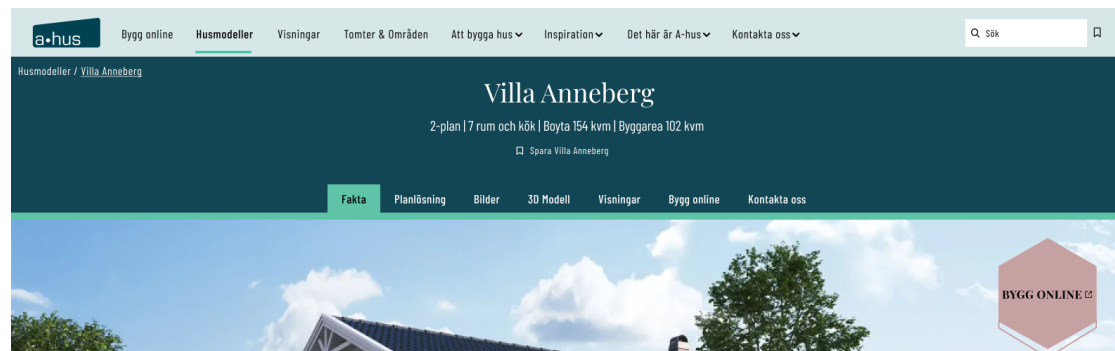 a•hus
Bygg online
Husmodeller
Visningar
Tomter & Områden
Att bygga hus
Inspiration
Det här är A-hus
Kontakta oss
Sök
Husmodeller / Villa Anneberg
Villa Anneberg
2-plan | 7 rum och kök | Boyta 154 kvm | Byggarea 102 kvm
Spara Villa Anneberg
Fakta
Planlösning
Bilder
3D Modell
Visningar
Bygg online
Kontakta oss
BYGG ONLINE